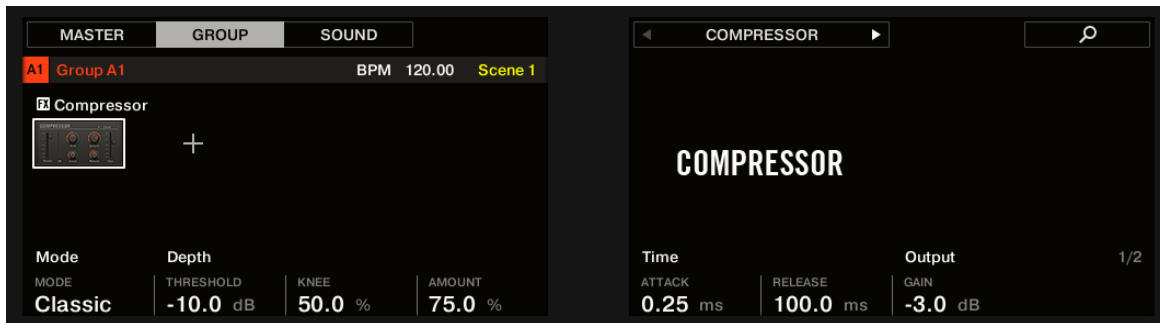 MASTER GROUP SOUND
A1 Group A1 BPM 120.00 Scene 1
FX Compressor
Mode Depth
MODE THRESHOLD KNEE AMOUNT
Classic -10.0 dB 50.0 % 75.0 %
COMPRESSOR
COMPRESSOR
Time Output 1/2
ATTACK RELEASE GAIN
0.25 ms 100.0 ms -3.0 dB